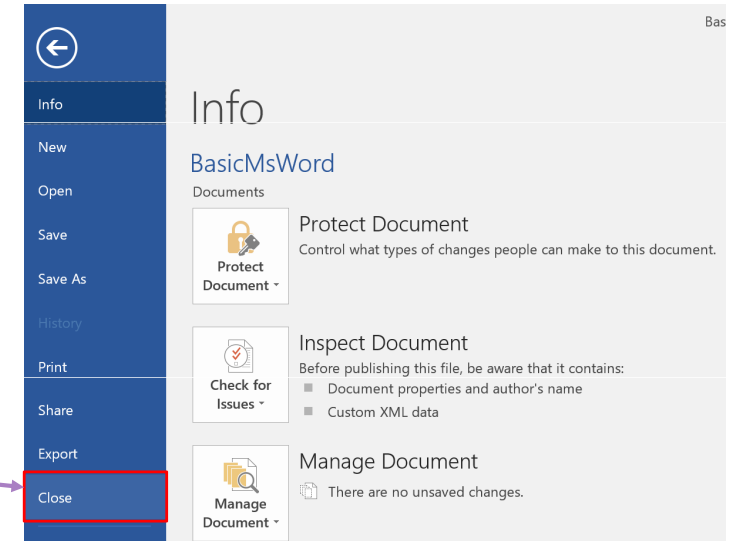 Bas
Info
New
Open
Save
Save As
History
Print
Share
Export
Close
Info
BasicMsWord
Documents
Protect
Document
Protect Document
Control what types of changes people can make to this document.
Check for
Issues
Inspect Document
Before publishing this file, be aware that it contains:
Document properties and author's name
Custom XML data
Manage
Document
Manage Document
There are no unsaved changes.